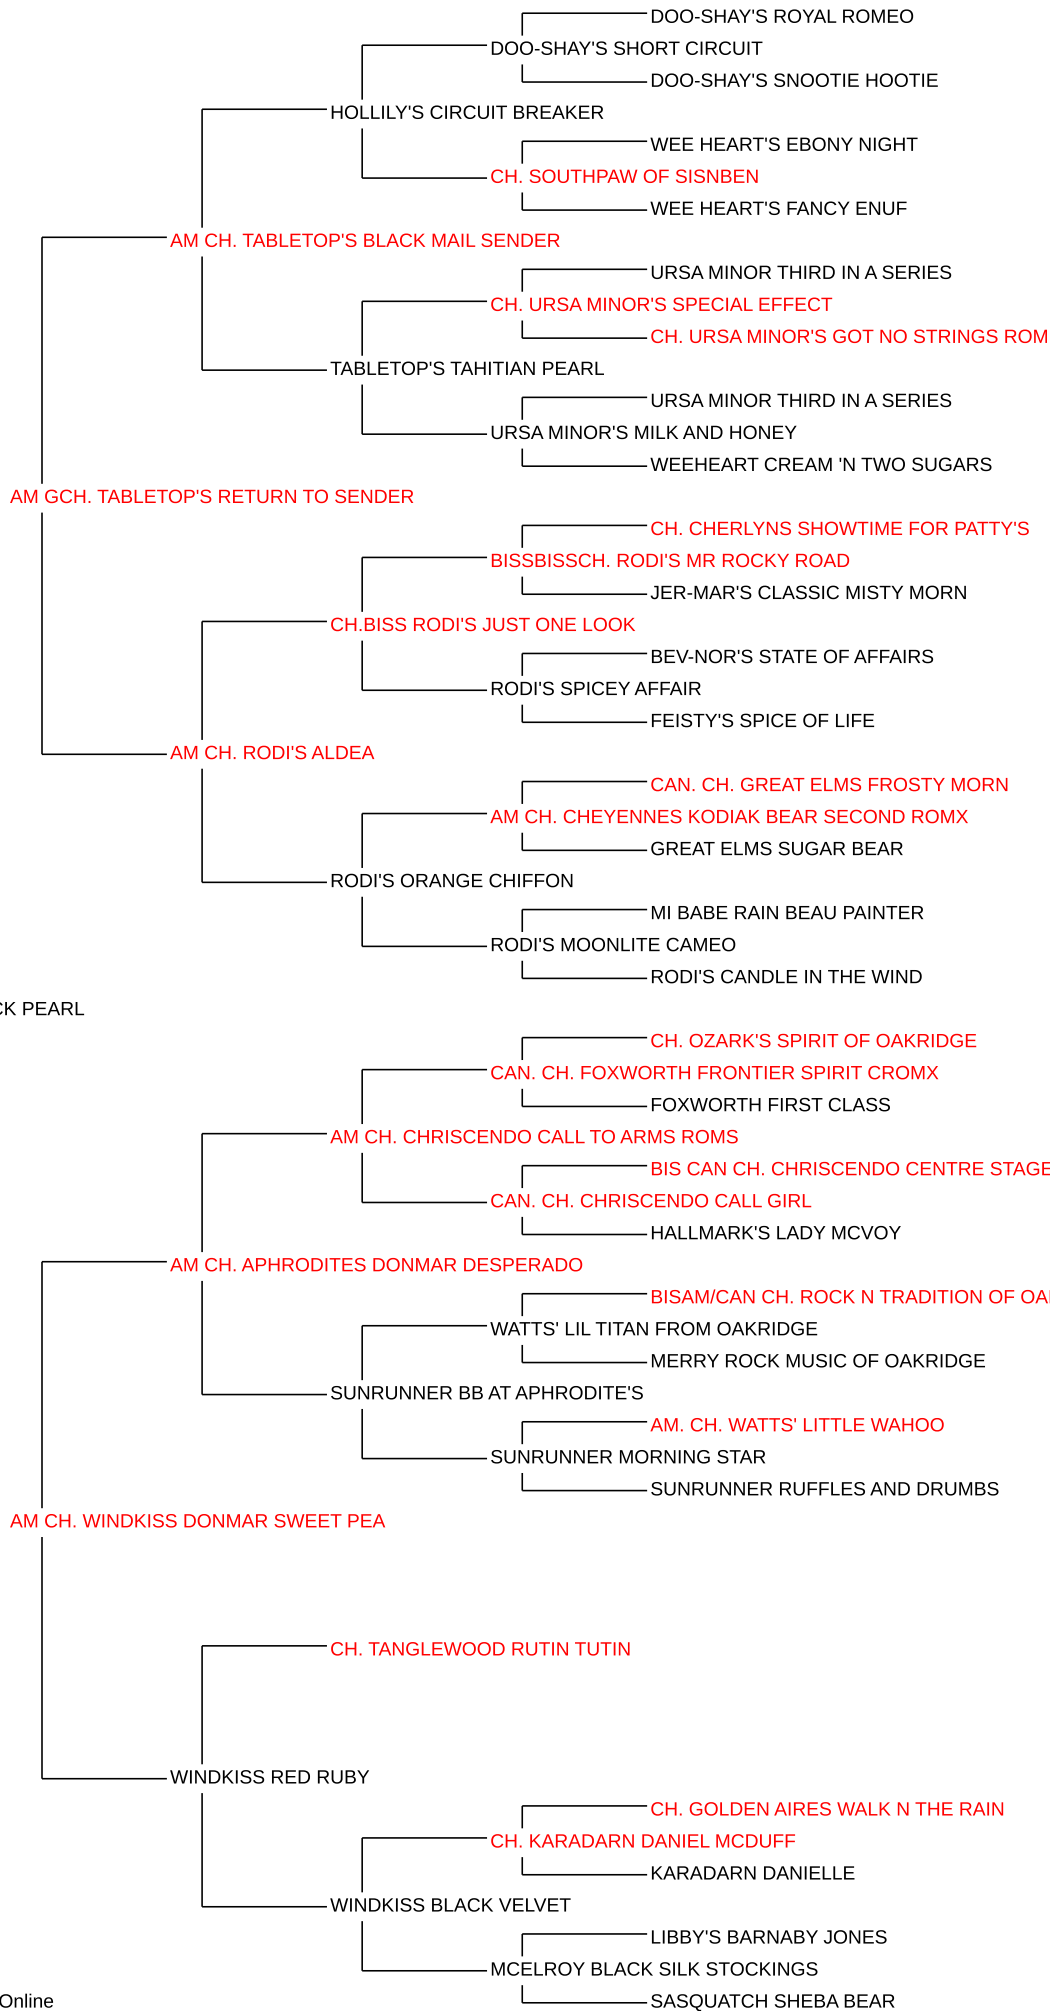 DOO-SHAY'S ROYAL ROMEO
DOO-SHAY'S SHORT CIRCUIT
DOO-SHAY'S SNOOTIE HOOTIE
HOLLILY'S CIRCUIT BREAKER
WEE HEART'S EBONY NIGHT
CH. SOUTHPAW OF SISNBEN
WEE HEART'S FANCY ENUF
AM CH. TABLETOP'S BLACK MAIL SENDER
URSA MINOR THIRD IN A SERIES
CH. URSA MINOR'S SPECIAL EFFECT
CH. URSA MINOR'S GOT NO STRINGS ROM
TABLETOP'S TAHITIAN PEARL
URSA MINOR THIRD IN A SERIES
URSA MINOR'S MILK AND HONEY
WEEHEART CREAM 'N TWO SUGARS
AM GCH. TABLETOP'S RETURN TO SENDER
CH. CHERLYNS SHOWTIME FOR PATTY'S
BISSBISSCH. RODI'S MR ROCKY ROAD
JER-MAR'S CLASSIC MISTY MORN
CH.BISS RODI'S JUST ONE LOOK
BEV-NOR'S STATE OF AFFAIRS
RODI'S SPICEY AFFAIR
FEISTY'S SPICE OF LIFE
AM CH. RODI'S ALDEA
CAN. CH. GREAT ELMS FROSTY MORN
AM CH. CHEYENNES KODIAK BEAR SECOND ROMX
GREAT ELMS SUGAR BEAR
RODI'S ORANGE CHIFFON
MI BABE RAIN BEAU PAINTER
RODI'S MOONLITE CAMEO
RODI'S CANDLE IN THE WIND
CK PEARL
CH. OZARK'S SPIRIT OF OAKRIDGE
CAN. CH. FOXWORTH FRONTIER SPIRIT CROMX
FOXWORTH FIRST CLASS
AM CH. CHRISCENDO CALL TO ARMS ROMS
BIS CAN CH. CHRISCENDO CENTRE STAGE
CAN. CH. CHRISCENDO CALL GIRL
HALLMARK'S LADY MCVOY
AM CH. APHRODITES DONMAR DESPERADO
BISAM/CAN CH. ROCK N TRADITION OF OA
WATTS' LIL TITAN FROM OAKRIDGE
MERRY ROCK MUSIC OF OAKRIDGE
SUNRUNNER BB AT APHRODITE'S
AM. CH. WATTS' LITTLE WAHOO
SUNRUNNER MORNING STAR
SUNRUNNER RUFFLES AND DRUMBS
AM CH. WINDKISS DONMAR SWEET PEA
CH. TANGLEWOOD RUTIN TUTIN
WINDKISS RED RUBY
CH. GOLDEN AIRES WALK N THE RAIN
CH. KARADARN DANIEL MCDUFF
KARADARN DANIELLE
WINDKISS BLACK VELVET
LIBBY'S BARNABY JONES
MCELROY BLACK SILK STOCKINGS
Online
SASQUATCH SHEBA BEAR